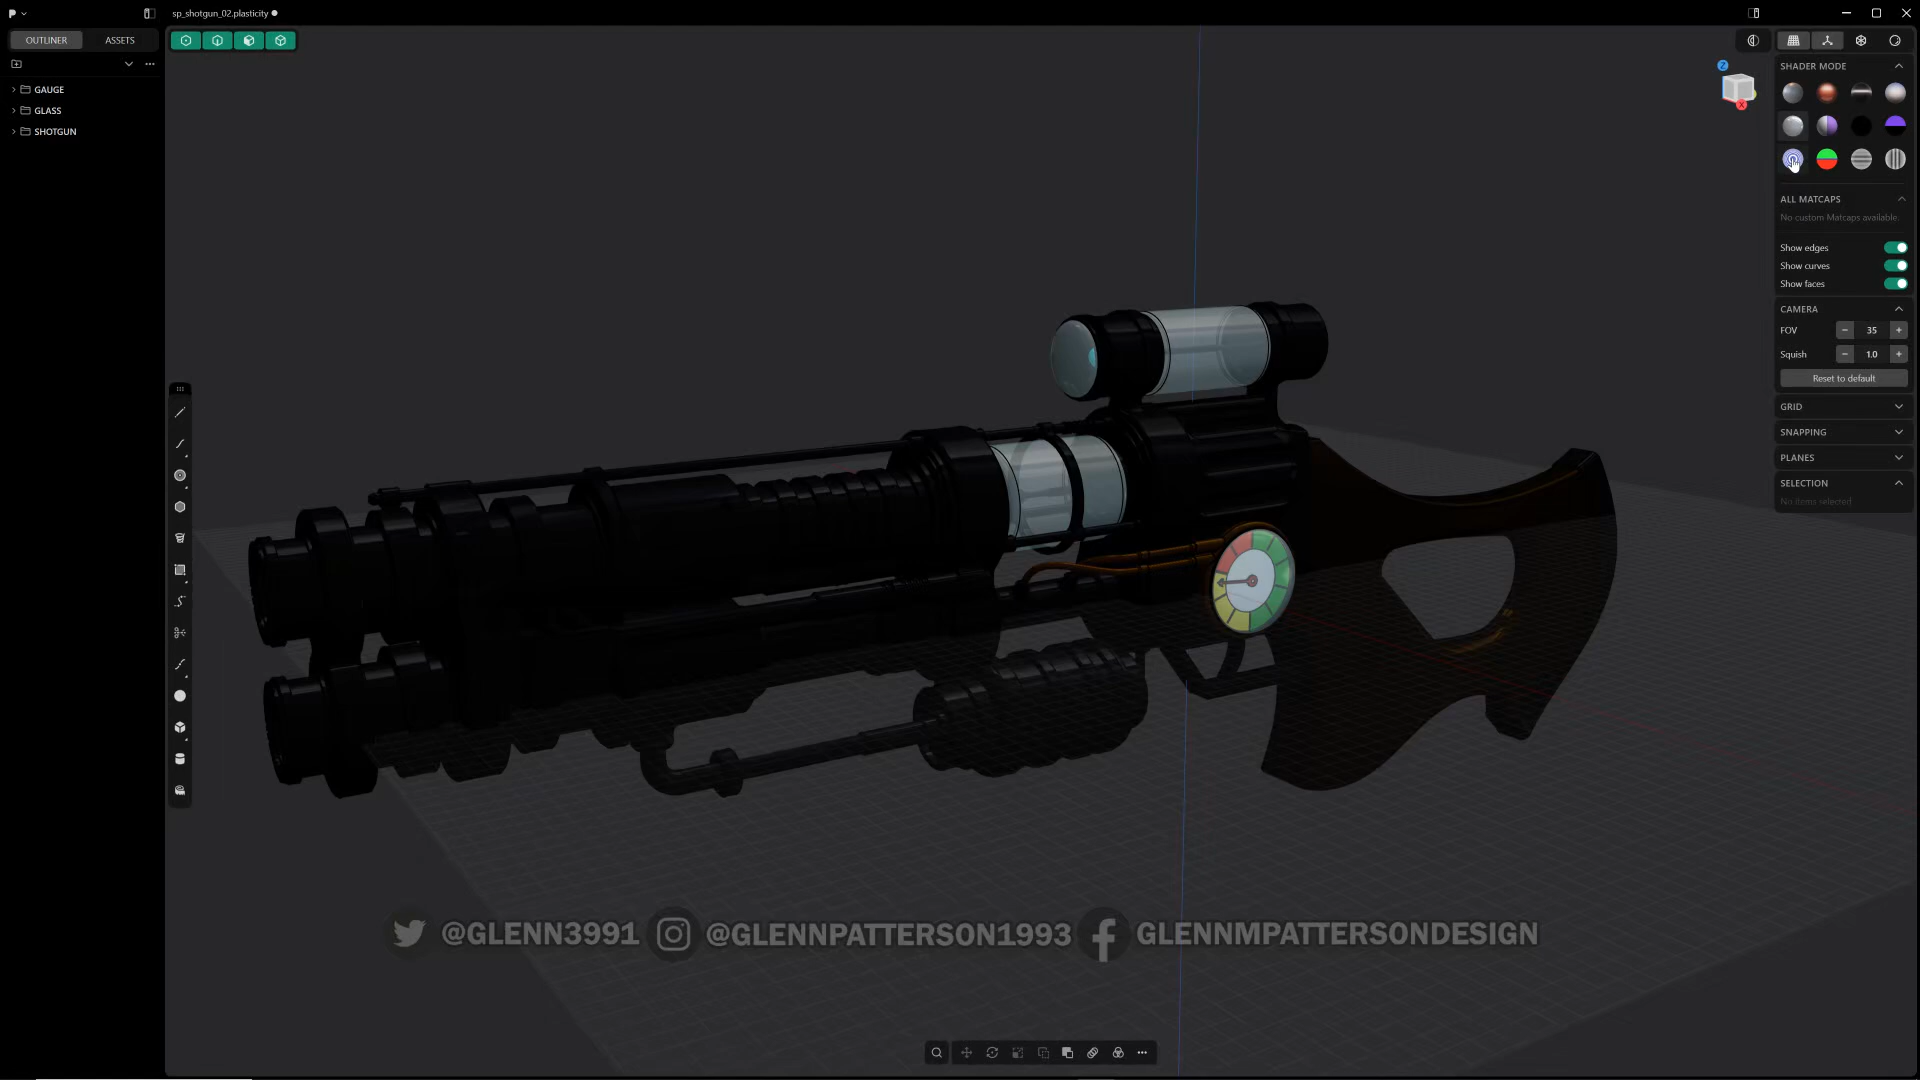 sp_shotgun_02.plasticity
OUTLINER ASSETS
GAUGE
GLASS
SHOTGUN
Z
X
SHADER MODE
ALL MATCAPS
No custom Matcaps available.
Show edges
Show curves
Show faces
CAMERA
FOV − 35 +
Squish − 1.0 +
Reset to default
GRID
SNAPPING
PLANES
SELECTION
No items selected
@GLENN3991 @GLENNPATTERSON1993 GLENNMPATTERSONDESIGN